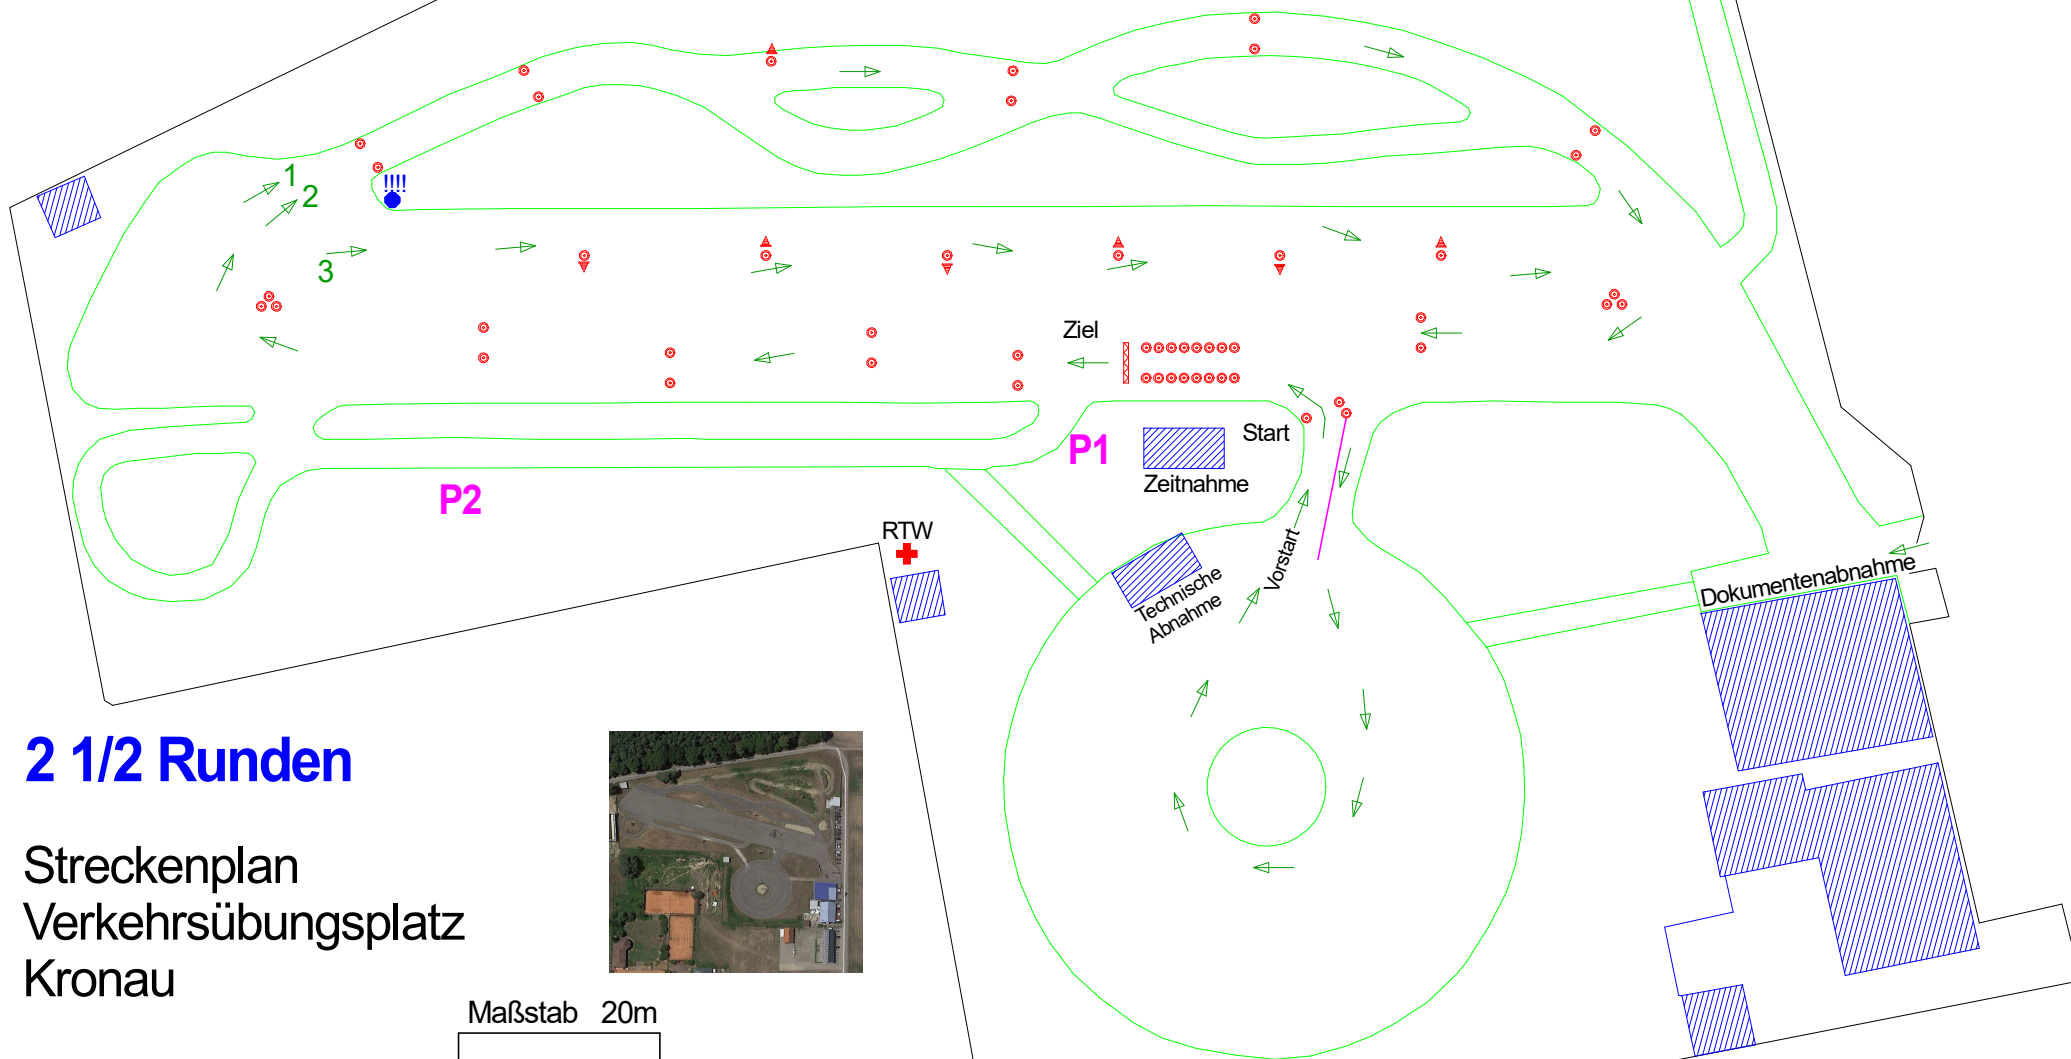 1
!!!!
2
3
Ziel
P1
Start
Zeitnahme
P2
RTW
Vorstart
Technische
Abnahme
Dokumentenabnahme
2 1/2 Runden
Streckenplan
Verkehrsübungsplatz
Kronau
Maßstab 20m